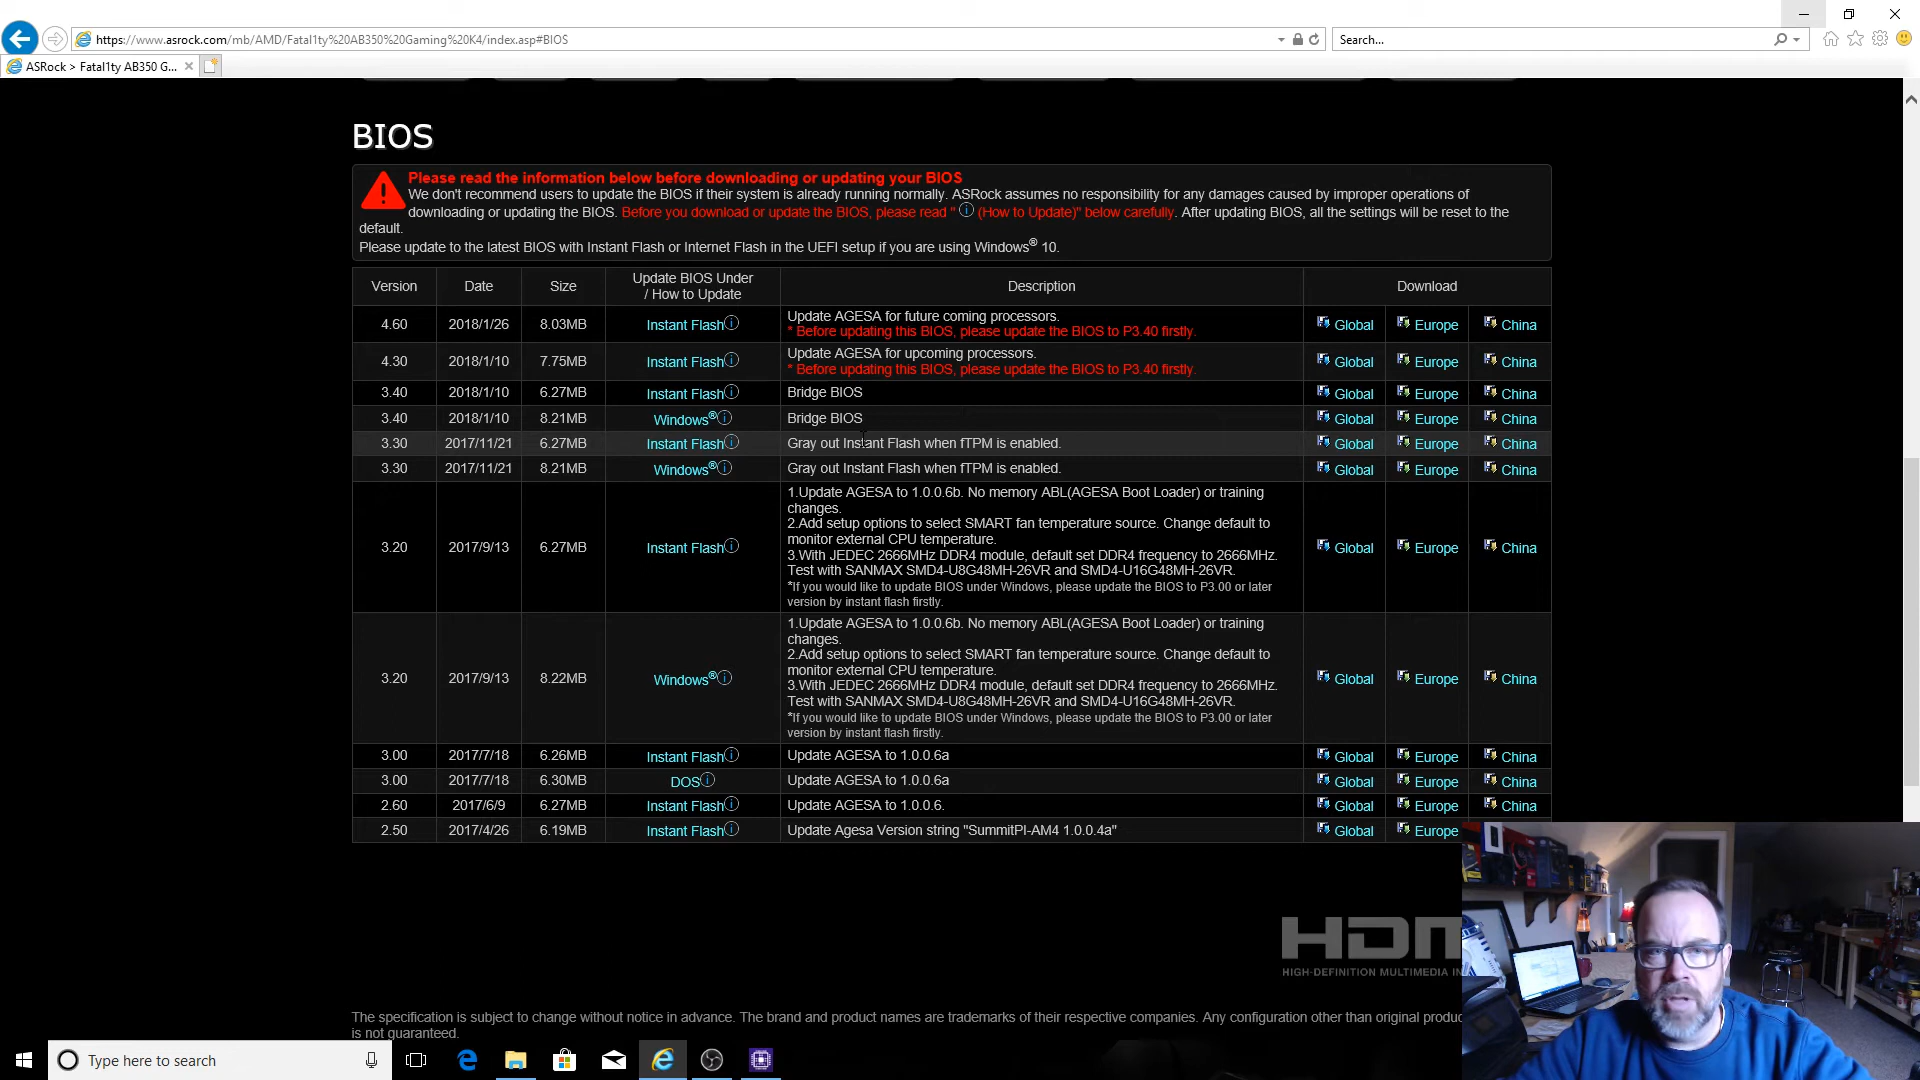 https://www.asrock.com/mb/AMD/Fatal1ty%20AB350%20Gaming%20K4/index.asp#BIOS
Search...
ASRock > Fatal1ty AB350 G...
BIOS
Please read the information below before downloading or updating your BIOS
We don't recommend users to update the BIOS if their system is already running normally. ASRock assumes no responsibility for any damages caused by improper operations of
downloading or updating the BIOS. Before you download or update the BIOS, please read " (How to Update)" below carefully. After updating BIOS, all the settings will be reset to the
default.
Please update to the latest BIOS with Instant Flash or Internet Flash in the UEFI setup if you are using Windows® 10.
Version Date Size Update BIOS Under Description Download
/ How to Update
4.60 2018/1/26 8.03MB Instant Flash Update AGESA for future coming processors. Global Europe China
* Before updating this BIOS, please update the BIOS to P3.40 firstly.
4.30 2018/1/10 7.75MB Instant Flash Update AGESA for upcoming processors. Global Europe China
* Before updating this BIOS, please update the BIOS to P3.40 firstly.
3.40 2018/1/10 6.27MB Instant Flash Bridge BIOS Global Europe China
3.40 2018/1/10 8.21MB Windows® Bridge BIOS Global Europe China
3.30 2017/11/21 6.27MB Instant Flash Gray out Instant Flash when fTPM is enabled. Global Europe China
3.30 2017/11/21 8.21MB Windows® Gray out Instant Flash when fTPM is enabled. Global Europe China
3.20 2017/9/13 6.27MB Instant Flash 1.Update AGESA to 1.0.0.6b. No memory ABL(AGESA Boot Loader) or training Global Europe China
changes.
2.Add setup options to select SMART fan temperature source. Change default to
monitor external CPU temperature.
3.With JEDEC 2666MHz DDR4 module, default set DDR4 frequency to 2666MHz.
Test with SANMAX SMD4-U8G48MH-26VR and SMD4-U16G48MH-26VR.
*If you would like to update BIOS under Windows, please update the BIOS to P3.00 or later
version by instant flash firstly.
3.20 2017/9/13 8.22MB Windows® 1.Update AGESA to 1.0.0.6b. No memory ABL(AGESA Boot Loader) or training Global Europe China
changes.
2.Add setup options to select SMART fan temperature source. Change default to
monitor external CPU temperature.
3.With JEDEC 2666MHz DDR4 module, default set DDR4 frequency to 2666MHz.
Test with SANMAX SMD4-U8G48MH-26VR and SMD4-U16G48MH-26VR.
*If you would like to update BIOS under Windows, please update the BIOS to P3.00 or later
version by instant flash firstly.
3.00 2017/7/18 6.26MB Instant Flash Update AGESA to 1.0.0.6a Global Europe China
3.00 2017/7/18 6.30MB DOS Update AGESA to 1.0.0.6a Global Europe China
2.60 2017/6/9 6.27MB Instant Flash Update AGESA to 1.0.0.6. Global Europe China
2.50 2017/4/26 6.19MB Instant Flash Update Agesa Version string "SummitPI-AM4 1.0.0.4a" Global Europe
HDM
HIGH-DEFINITION MULTIMEDIA IN
The specification is subject to change without notice in advance. The brand and product names are trademarks of their respective companies. Any configuration other than original produc
is not guaranteed.
Type here to search